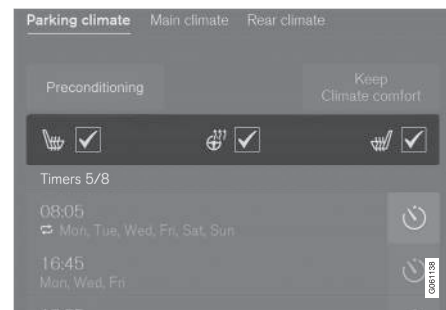 Parking climate Main climate Rear climate
Preconditioning
Keep
Climate comfort
Timers 5/8
08:05
Mon, Tue, Wed, Fri, Sat, Sun
16:45
Mon, Wed, Fri
G061138